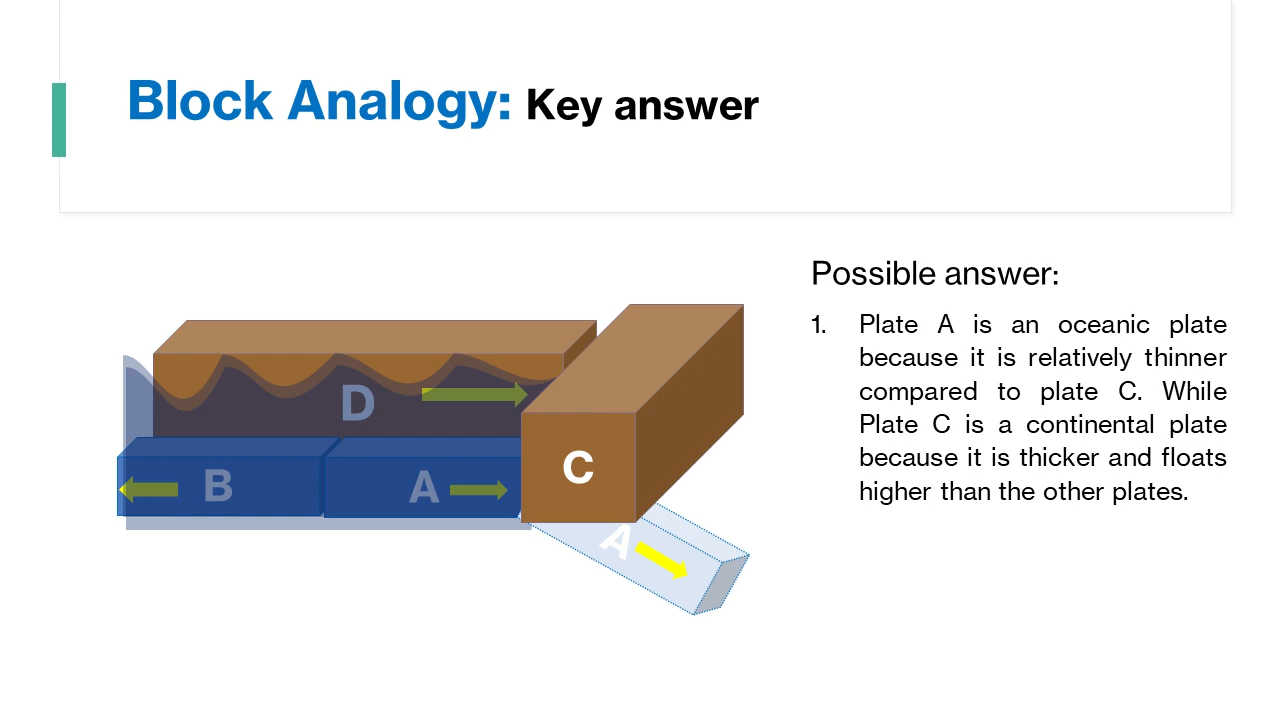 Block Analogy: Key answer
Possible answer:
1. Plate A is an oceanic plate
because it is relatively thinner
compared to plate C. While
Plate C is a continental plate
because it is thicker and floats
higher than the other plates.
D
B
A
C
A